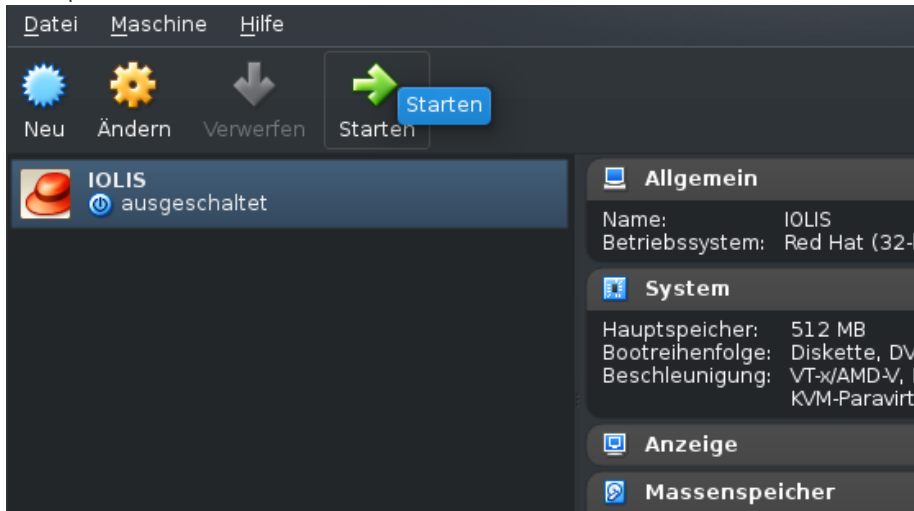 Datei Maschine Hilfe
Neu Ändern Verwerfen Starten
Starten
IOLIS
ausgeschaltet
Allgemein
Name: IOLIS
Betriebssystem: Red Hat (32-
System
Hauptspeicher: 512 MB
Bootreihenfolge: Diskette, DV
Beschleunigung: VT-x/AMD-V,
KVM-Paravirt
Anzeige
Massenspeicher